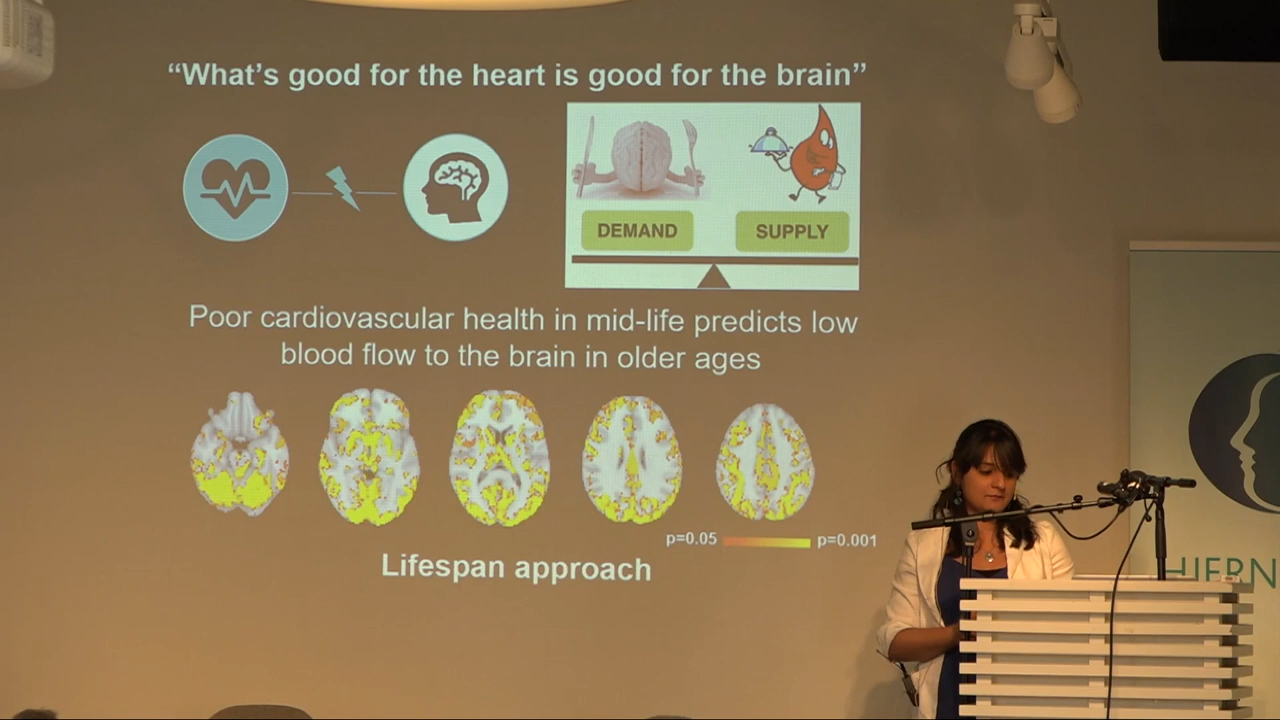 “What’s good for the heart is good for the brain”
DEMAND
SUPPLY
Poor cardiovascular health in mid-life predicts low
blood flow to the brain in older ages
p=0.05
p=0.001
Lifespan approach
HJERN